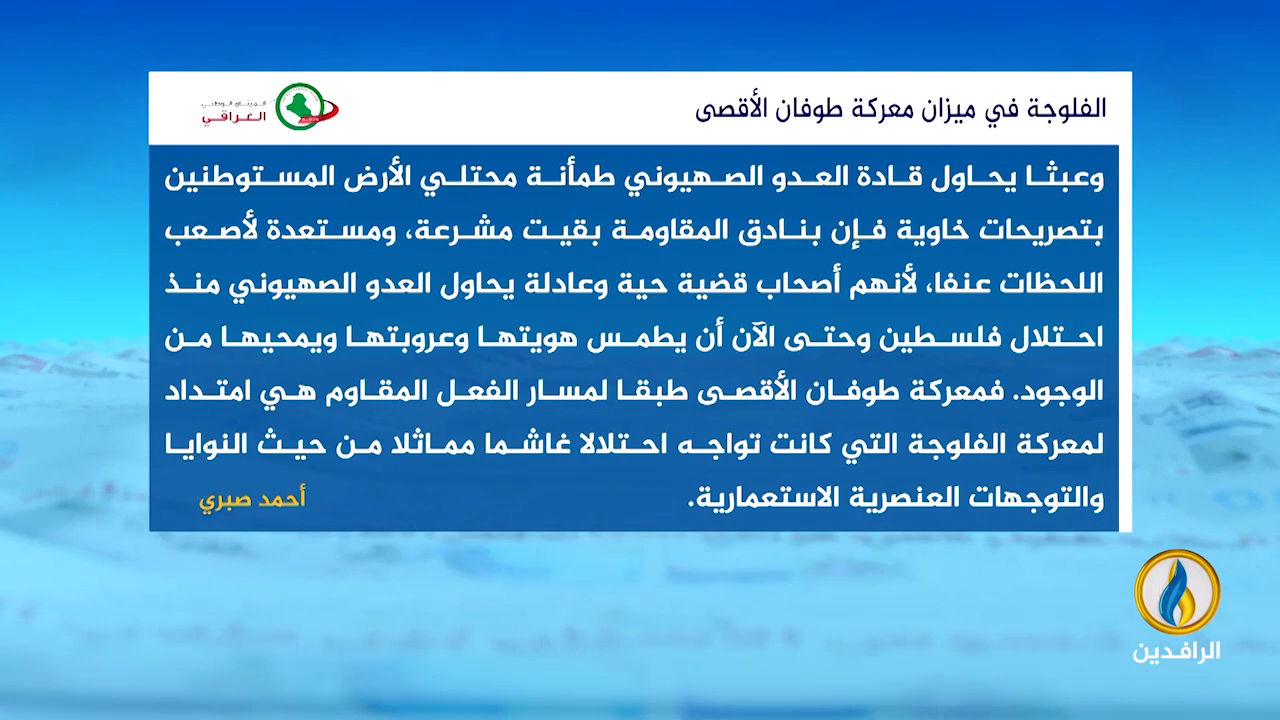 الفلوجة في ميزان معركة طوفان الأقصى
الميثاق الوطني
العراقي
وعبثا يحاول قادة العدو الصهيوني طمأنة محتلي الأرض المستوطنين
بتصريحات خاوية فإن بنادق المقاومة بقيت مشرعة، ومستعدة لأصعب
اللحظات عنفا، لأنهم أصحاب قضية حية وعادلة يحاول العدو الصهيوني منذ
احتلال فلسطين وحتى الآن أن يطمس هويتها وعروبتها ويمحيها من
الوجود. فمعركة طوفان الأقصى طبقا لمسار الفعل المقاوم هي امتداد
لمعركة الفلوجة التي كانت تواجه احتلالا غاشما مماثلا من حيث النوايا
والتوجهات العنصرية الاستعمارية.
أحمد صبري
الرافدين